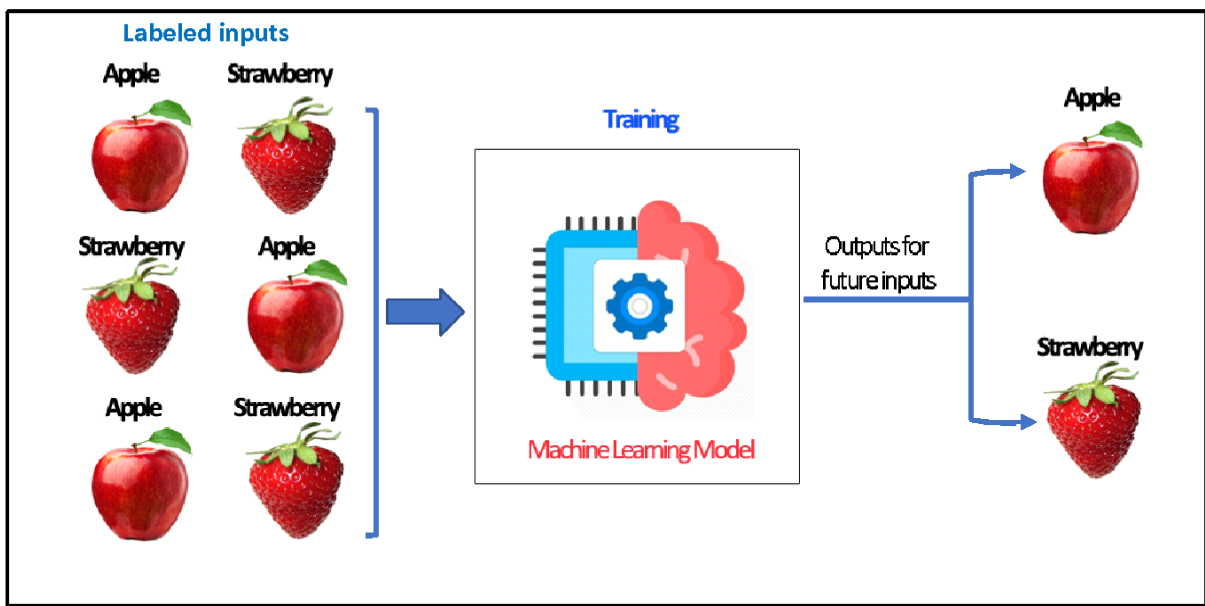 Labeled inputs
Apple
Strawberry
Strawberry
Apple
Apple
Strawberry
Training
Machine Learning Model
Outputs for
future inputs
Apple
Strawberry